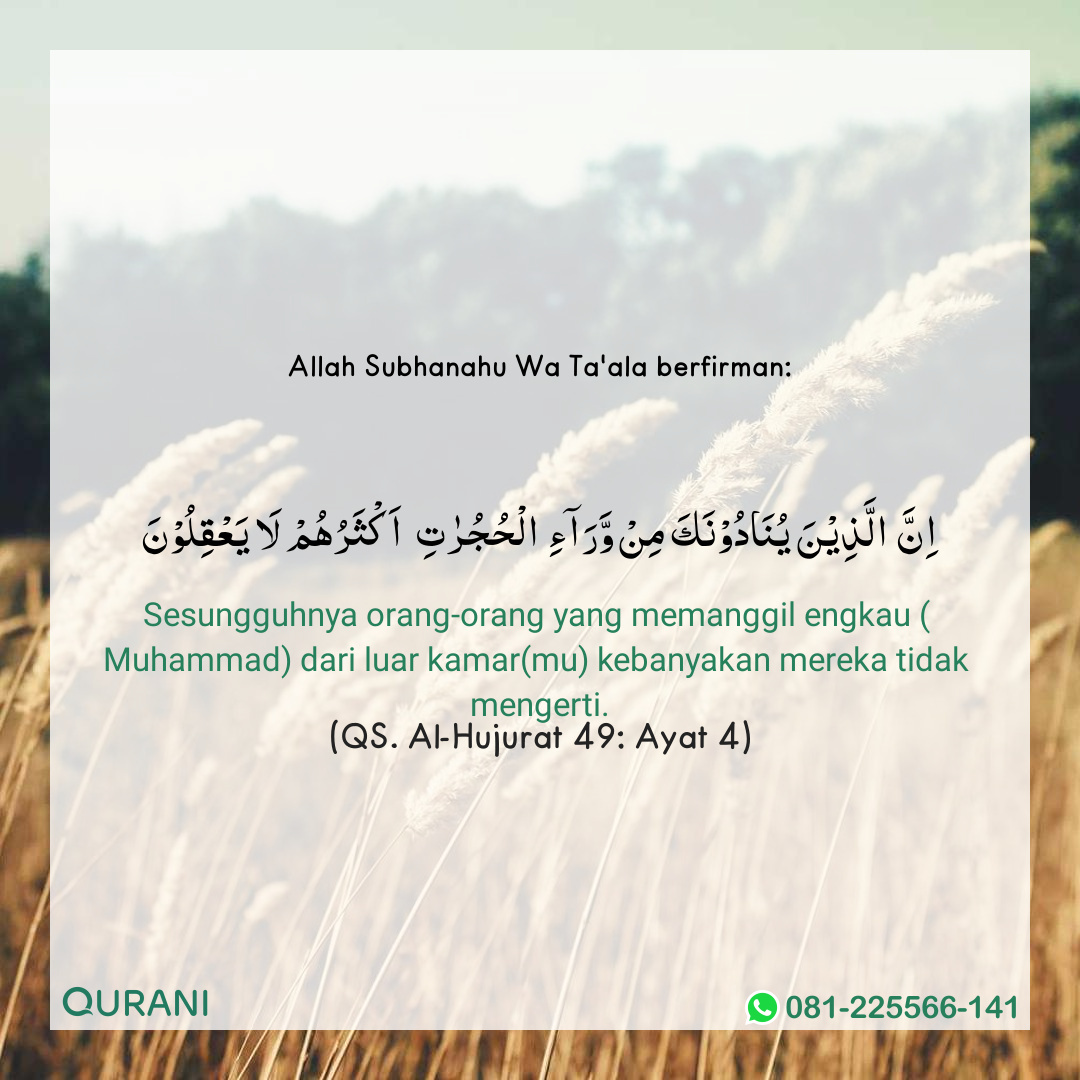 Allah Subhanahu Wa Ta'ala berfirman:
اِنَّ الَّذِيْنَ يُنَادُوْنَكَ مِنْ وَّرَآءِ الْحُجُرٰتِ اَكْثَرُهُمْ لَا يَعْقِلُوْنَ
Sesungguhnya orang-orang yang memanggil engkau (
Muhammad) dari luar kamar(mu) kebanyakan mereka tidak
mengerti.
(QS. Al-Hujurat 49: Ayat 4)
QURANI
081-225566-141